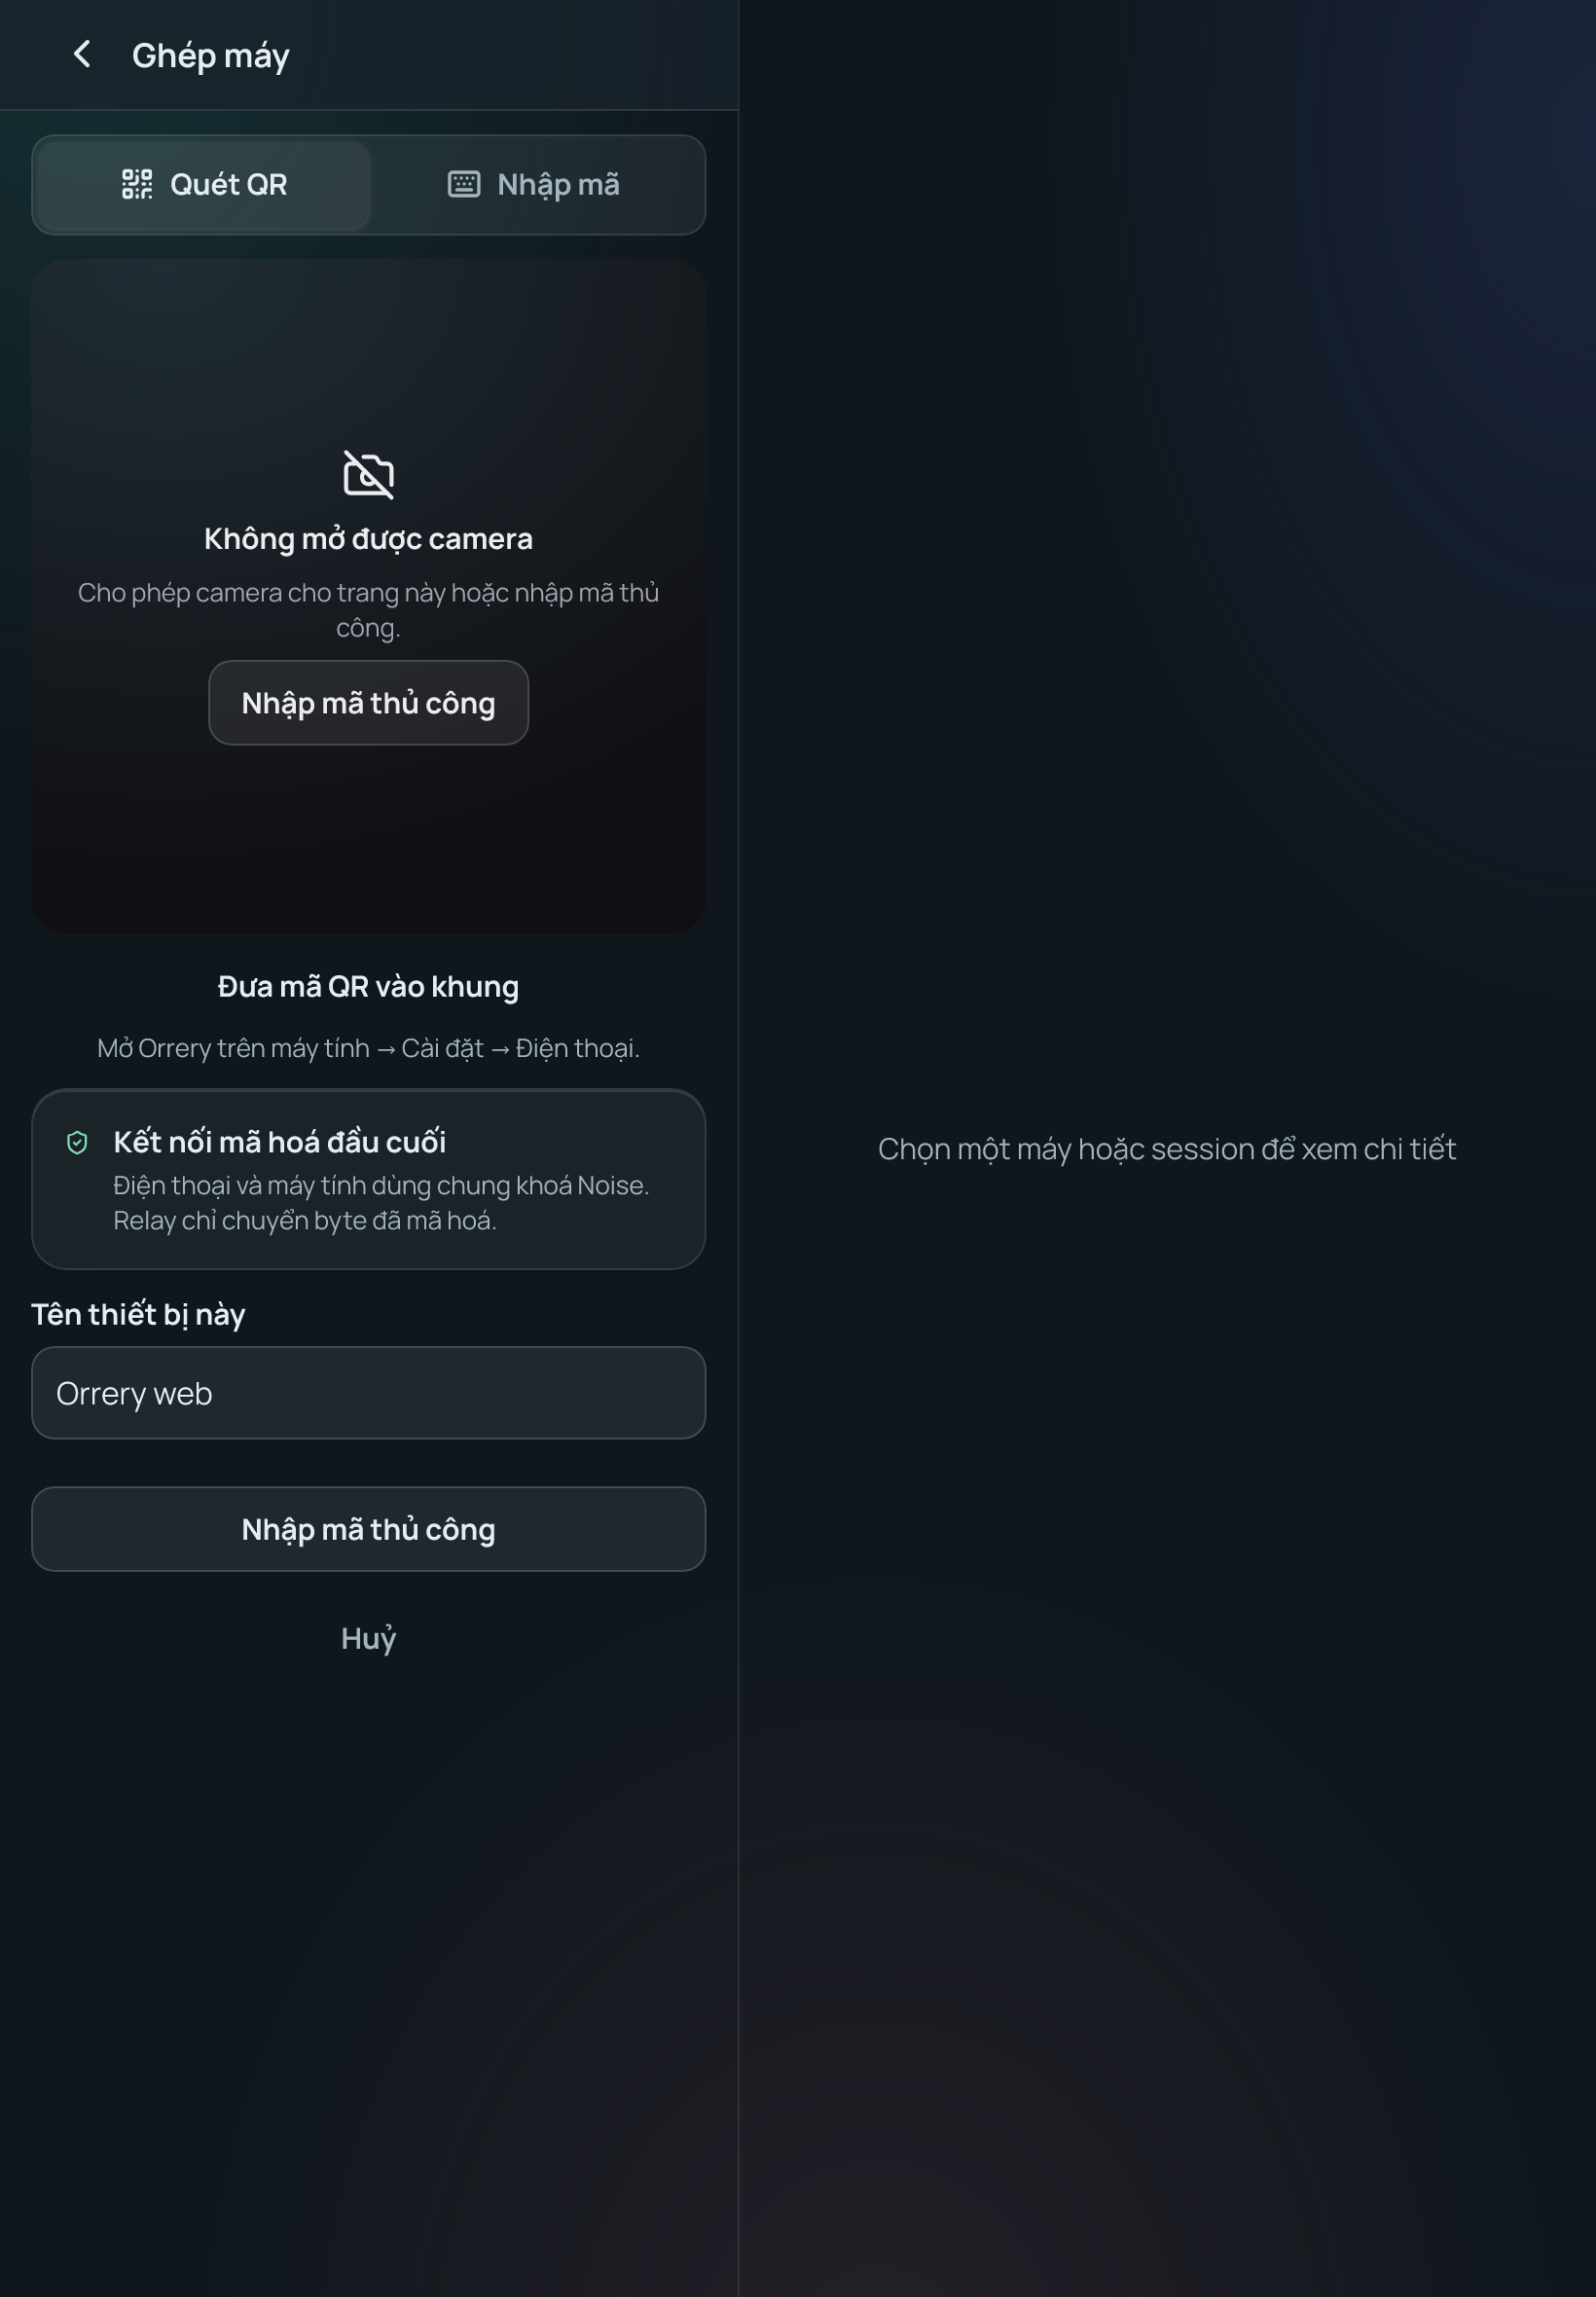 Ghép máy
Quét QR
Nhập mã
Không mở được camera
Cho phép camera cho trang này hoặc nhập mã thủ
công.
Nhập mã thủ công
Đưa mã QR vào khung
Mở Orrery trên máy tính → Cài đặt → Điện thoại.
Kết nối mã hoá đầu cuối
Điện thoại và máy tính dùng chung khoá Noise.
Relay chỉ chuyển byte đã mã hoá.
Tên thiết bị này
Orrery web
Nhập mã thủ công
Huỷ
Chọn một máy hoặc session để xem chi tiết